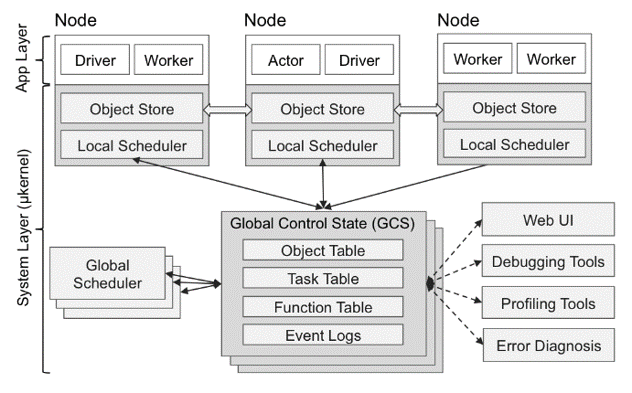 Node
Node
Node
App Layer
Driver
Worker
Actor
Driver
Worker
Worker
Object Store
Object Store
Object Store
Local Scheduler
Local Scheduler
Local Scheduler
System Layer (μkernel)
Global Control State (GCS)
Object Table
Task Table
Function Table
Event Logs
Global
Scheduler
Web UI
Debugging Tools
Profiling Tools
Error Diagnosis